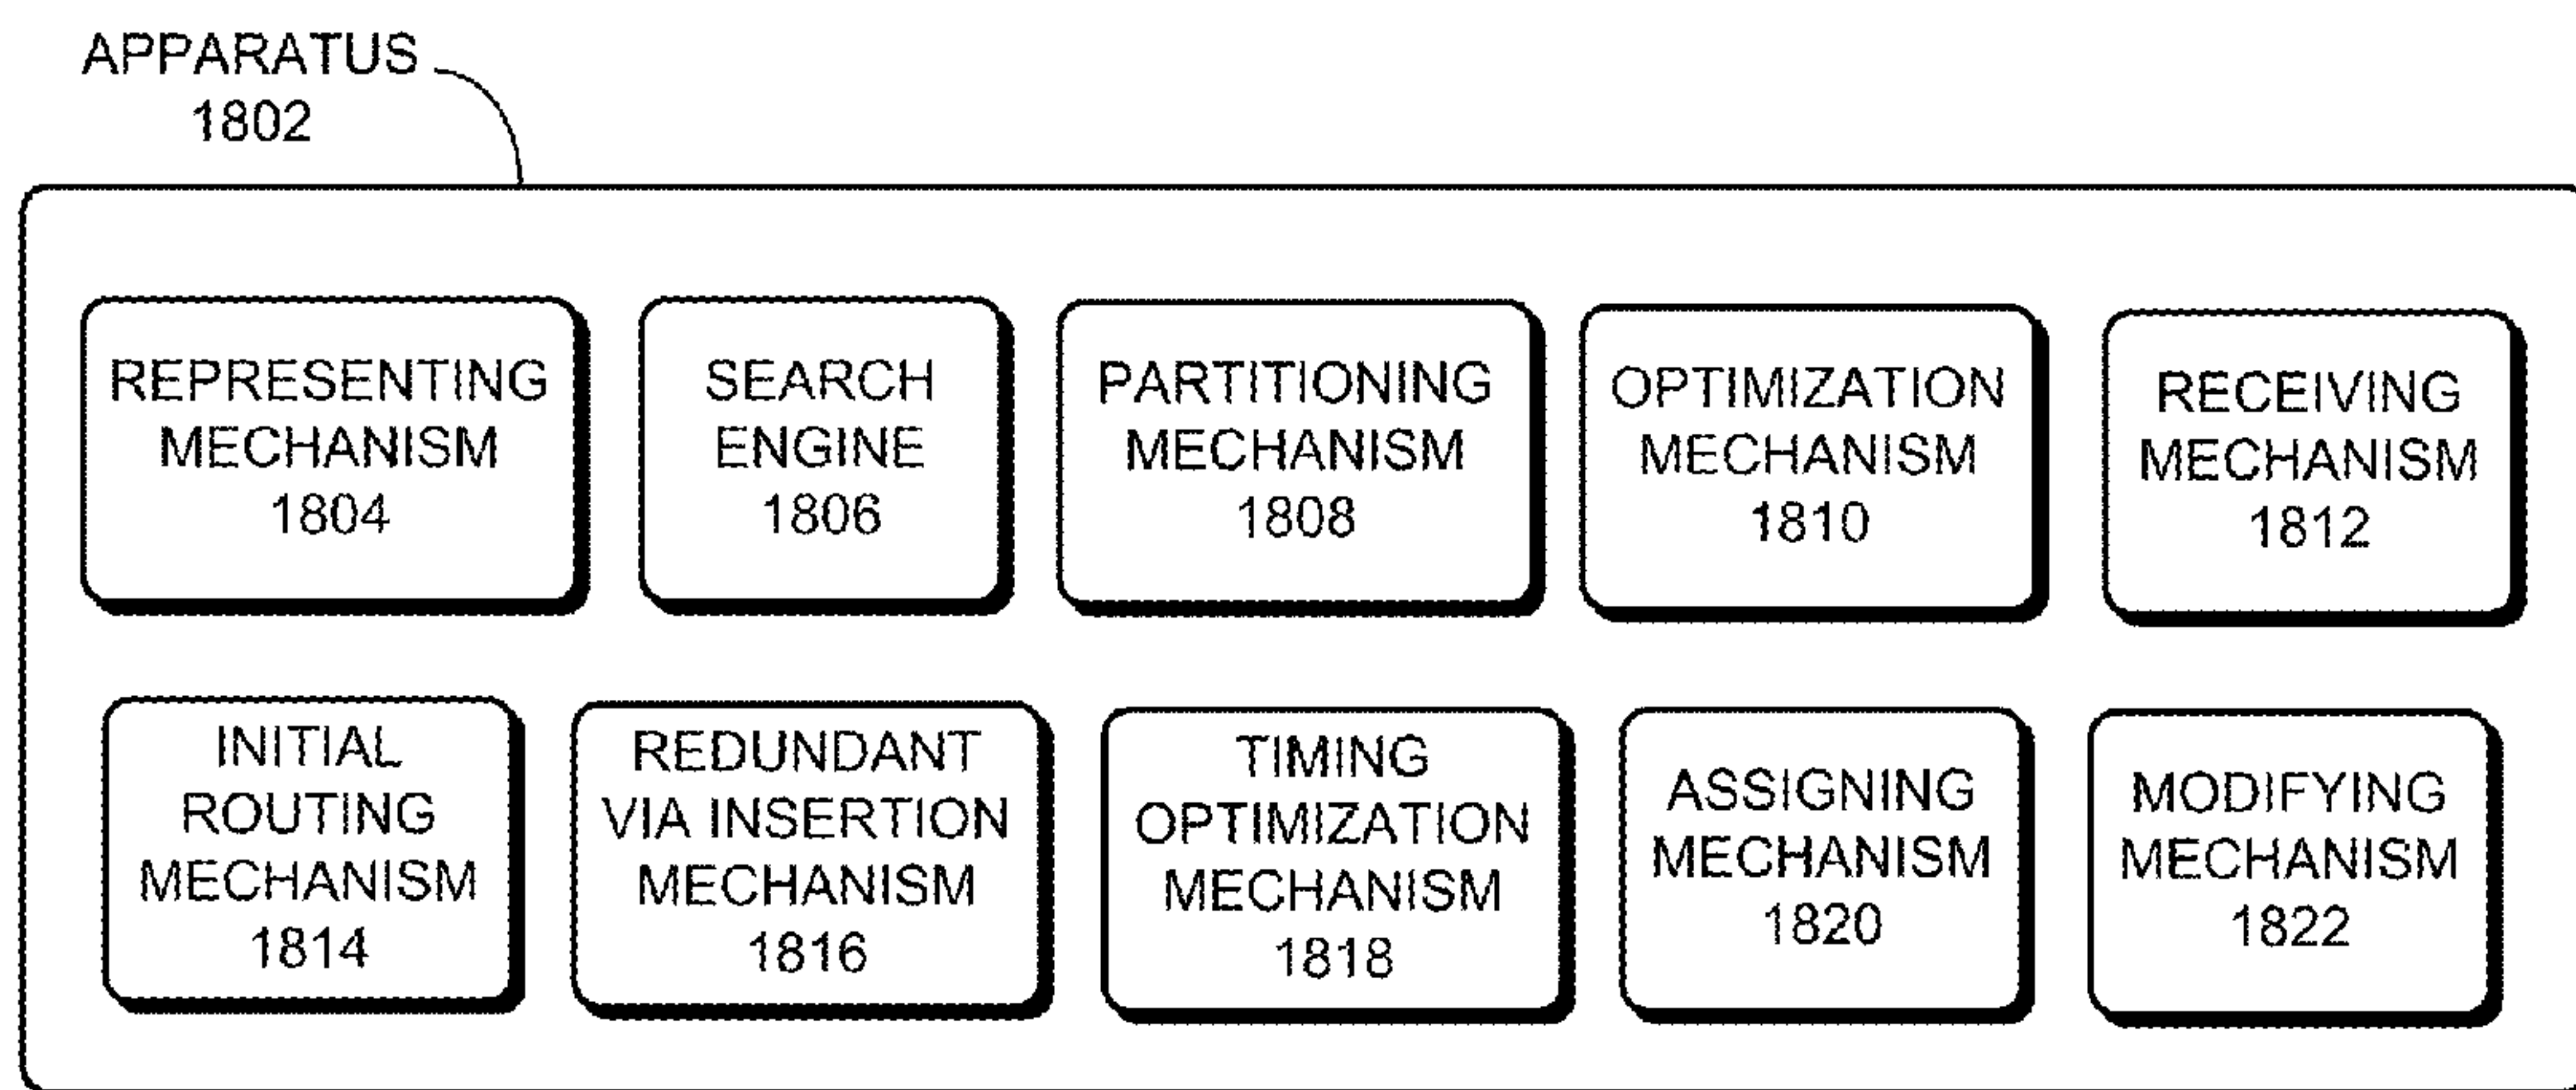 APPARATUS
1802
REPRESENTING
MECHANISM
1804
SEARCH
ENGINE
1806
PARTITIONING
MECHANISM
1808
OPTIMIZATION
MECHANISM
1810
RECEIVING
MECHANISM
1812
INITIAL
ROUTING
MECHANISM
1814
REDUNDANT
VIA INSERTION
MECHANISM
1816
TIMING
OPTIMIZATION
MECHANISM
1818
ASSIGNING
MECHANISM
1820
MODIFYING
MECHANISM
1822